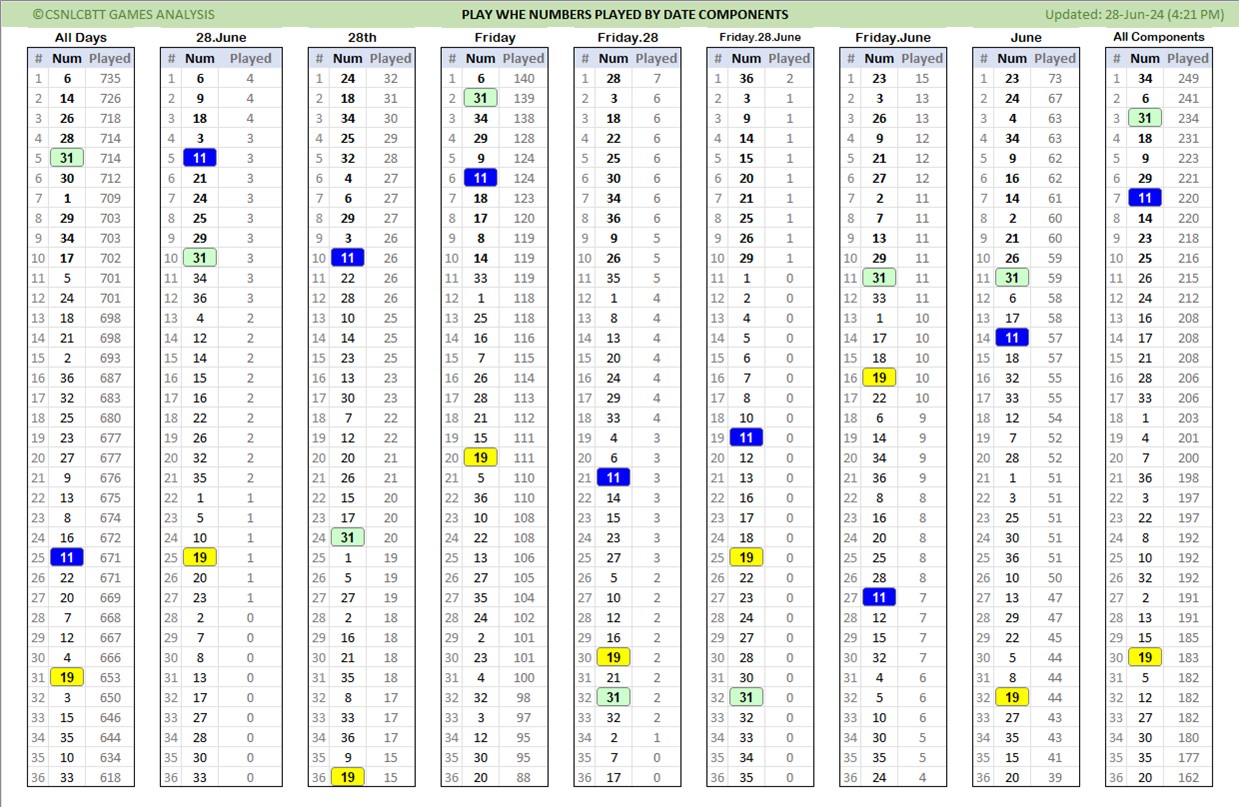 ©CSNLCBTT GAMES ANALYSIS PLAY WHE NUMBERS PLAYED BY DATE COMPONENTS Updated: 28-Jun-24 (4:21 PM)
All Days 28.June 28th Friday Friday.28 Friday.28.June Friday.June June All Components
# Num Played # Num Played # Num Played # Num Played # Num Played # Num Played # Num Played # Num Played # Num Played
1 6 735 1 6 4 1 24 32 1 6 140 1 28 7 1 36 2 1 23 15 1 23 73 1 34 249
2 14 726 2 9 4 2 18 31 2 31 139 2 3 6 2 3 1 2 3 13 2 24 67 2 6 241
3 26 718 3 18 4 3 34 30 3 34 138 3 18 6 3 9 1 3 26 13 3 4 63 3 31 234
4 28 714 4 3 3 4 25 29 4 29 128 4 22 6 4 14 1 4 9 12 4 34 63 4 18 231
5 31 714 5 11 3 5 32 28 5 9 124 5 25 6 5 15 1 5 21 12 5 9 62 5 9 223
6 30 712 6 21 3 6 4 27 6 11 124 6 30 6 6 20 1 6 27 12 6 16 62 6 29 221
7 1 709 7 24 3 7 6 27 7 18 123 7 34 6 7 21 1 7 2 11 7 14 61 7 11 220
8 29 703 8 25 3 8 29 27 8 17 120 8 36 6 8 25 1 8 7 11 8 2 60 8 14 220
9 34 703 9 29 3 9 3 26 9 8 119 9 9 5 9 26 1 9 13 11 9 21 60 9 23 218
10 17 702 10 31 3 10 11 26 10 14 119 10 26 5 10 29 1 10 29 11 10 26 59 10 25 216
11 5 701 11 34 3 11 22 26 11 33 119 11 35 5 11 1 0 11 31 11 11 31 59 11 26 215
12 24 701 12 36 3 12 28 26 12 1 118 12 1 4 12 2 0 12 33 11 12 6 58 12 24 212
13 18 698 13 4 2 13 10 25 13 25 118 13 8 4 13 4 0 13 1 10 13 17 58 13 16 208
14 21 698 14 12 2 14 14 25 14 16 116 14 13 4 14 5 0 14 17 10 14 11 57 14 17 208
15 2 693 15 14 2 15 23 25 15 7 115 15 20 4 15 6 0 15 18 10 15 18 57 15 21 208
16 36 687 16 15 2 16 13 23 16 26 114 16 24 4 16 7 0 16 19 10 16 32 55 16 28 206
17 32 683 17 16 2 17 30 23 17 28 113 17 29 4 17 8 0 17 22 10 17 33 55 17 33 206
18 25 680 18 22 2 18 7 22 18 21 112 18 33 4 18 10 0 18 6 9 18 12 54 18 1 203
19 23 677 19 26 2 19 12 22 19 15 111 19 4 3 19 11 0 19 14 9 19 7 52 19 4 201
20 27 677 20 32 2 20 20 21 20 19 111 20 6 3 20 12 0 20 34 9 20 28 52 20 7 200
21 9 676 21 35 2 21 26 21 21 5 110 21 11 3 21 13 0 21 36 9 21 1 51 21 36 198
22 13 675 22 1 1 22 15 20 22 36 110 22 14 3 22 16 0 22 8 8 22 3 51 22 3 197
23 8 674 23 5 1 23 17 20 23 10 108 23 15 3 23 17 0 23 16 8 23 25 51 23 22 197
24 16 672 24 10 1 24 31 20 24 22 108 24 23 3 24 18 0 24 20 8 24 30 51 24 8 192
25 11 671 25 19 1 25 1 19 25 13 106 25 27 3 25 19 0 25 25 8 25 36 51 25 10 192
26 22 671 26 20 1 26 5 19 26 27 105 26 5 2 26 22 0 26 28 8 26 10 50 26 32 192
27 20 669 27 23 1 27 27 19 27 35 104 27 10 2 27 23 0 27 11 7 27 13 47 27 2 191
28 7 668 28 2 0 28 2 18 28 24 102 28 12 2 28 24 0 28 12 7 28 29 47 28 13 191
29 12 667 29 7 0 29 16 18 29 2 101 29 16 2 29 27 0 29 15 7 29 22 45 29 15 185
30 4 666 30 8 0 30 21 18 30 23 101 30 19 2 30 28 0 30 32 7 30 5 44 30 19 183
31 19 653 31 13 0 31 35 18 31 4 100 31 21 2 31 30 0 31 4 6 31 8 44 31 5 182
32 3 650 32 17 0 32 8 17 32 32 98 32 31 2 32 31 0 32 5 6 32 19 44 32 12 182
33 15 646 33 27 0 33 33 17 33 3 97 33 32 2 33 32 0 33 10 6 33 27 43 33 27 182
34 35 644 34 28 0 34 36 17 34 12 95 34 2 1 34 33 0 34 30 5 34 35 43 34 30 180
35 10 634 35 30 0 35 9 15 35 30 95 35 7 0 35 34 0 35 35 5 35 15 41 35 35 177
36 33 618 36 33 0 36 19 15 36 20 88 36 17 0 36 35 0 36 24 4 36 20 39 36 20 162